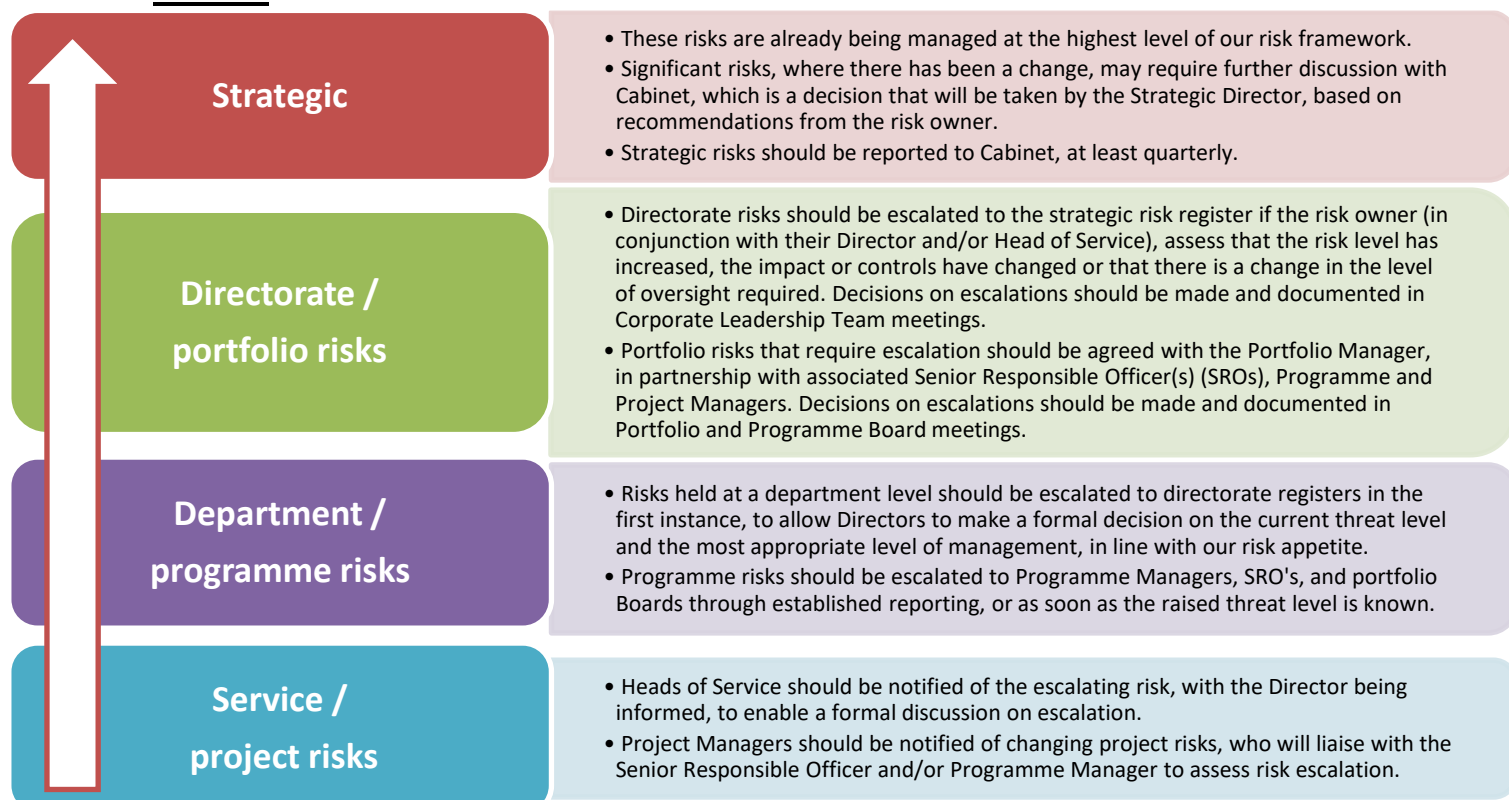 Strategic
• These risks are already being managed at the highest level of our risk framework.
• Significant risks, where there has been a change, may require further discussion with
Cabinet, which is a decision that will be taken by the Strategic Director, based on
recommendations from the risk owner.
• Strategic risks should be reported to Cabinet, at least quarterly.
Directorate /
portfolio risks
• Directorate risks should be escalated to the strategic risk register if the risk owner (in
conjunction with their Director and/or Head of Service), assess that the risk level has
increased, the impact or controls have changed or that there is a change in the level
of oversight required. Decisions on escalations should be made and documented in
Corporate Leadership Team meetings.
• Portfolio risks that require escalation should be agreed with the Portfolio Manager,
in partnership with associated Senior Responsible Officer(s) (SROs), Programme and
Project Managers. Decisions on escalations should be made and documented in
Portfolio and Programme Board meetings.
Department /
programme risks
• Risks held at a department level should be escalated to directorate registers in the
first instance, to allow Directors to make a formal decision on the current threat level
and the most appropriate level of management, in line with our risk appetite.
• Programme risks should be escalated to Programme Managers, SRO's, and portfolio
Boards through established reporting, or as soon as the raised threat level is known.
Service /
project risks
• Heads of Service should be notified of the escalating risk, with the Director being
informed, to enable a formal discussion on escalation.
• Project Managers should be notified of changing project risks, who will liaise with the
Senior Responsible Officer and/or Programme Manager to assess risk escalation.